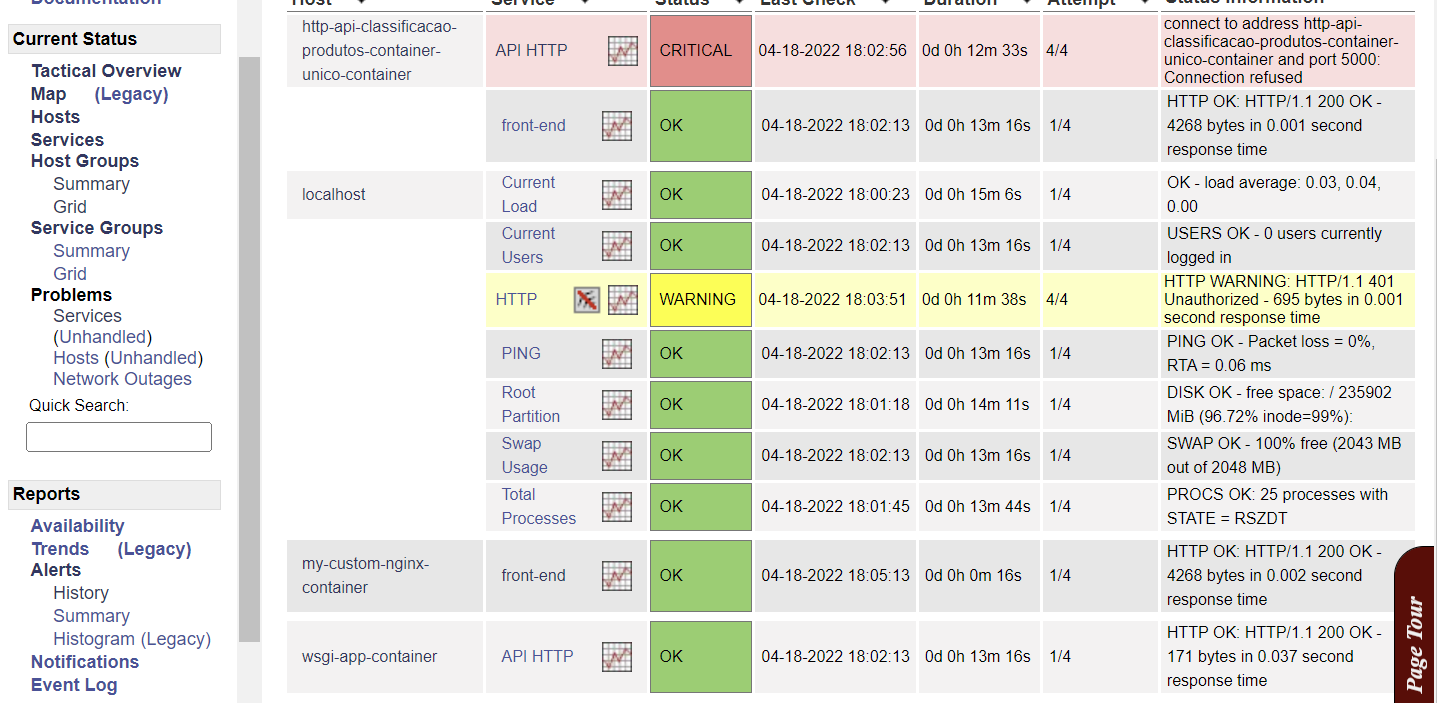 Documentation
Current Status
Tactical Overview
Map (Legacy)
Hosts
Services
Host Groups
Summary
Grid
Service Groups
Summary
Grid
Problems
Services
(Unhandled)
Hosts (Unhandled)
Network Outages
Quick Search:
Reports
Availability
Trends (Legacy)
Alerts
History
Summary
Histogram (Legacy)
Notifications
Event Log
Host Service Status Last Check Duration Attempt Status Information
http-api-classificacao-
produtos-container-
unico-container
API HTTP
CRITICAL
04-18-2022 18:02:56
0d 0h 12m 33s
4/4
connect to address http-api-
classificacao-produtos-container-
unico-container and port 5000:
Connection refused
front-end
OK
04-18-2022 18:02:13
0d 0h 13m 16s
1/4
HTTP OK: HTTP/1.1 200 OK -
4268 bytes in 0.001 second
response time
localhost
Current
Load
OK
04-18-2022 18:00:23
0d 0h 15m 6s
1/4
OK - load average: 0.03, 0.04,
0.00
Current
Users
OK
04-18-2022 18:02:13
0d 0h 13m 16s
1/4
USERS OK - 0 users currently
logged in
HTTP
WARNING
04-18-2022 18:03:51
0d 0h 11m 38s
4/4
HTTP WARNING: HTTP/1.1 401
Unauthorized - 695 bytes in 0.001
second response time
PING
OK
04-18-2022 18:02:13
0d 0h 13m 16s
1/4
PING OK - Packet loss = 0%,
RTA = 0.06 ms
Root
Partition
OK
04-18-2022 18:01:18
0d 0h 14m 11s
1/4
DISK OK - free space: / 235902
MiB (96.72% inode=99%):
Swap
Usage
OK
04-18-2022 18:02:13
0d 0h 13m 16s
1/4
SWAP OK - 100% free (2043 MB
out of 2048 MB)
Total
Processes
OK
04-18-2022 18:01:45
0d 0h 13m 44s
1/4
PROCS OK: 25 processes with
STATE = RSZDT
my-custom-nginx-
container
front-end
OK
04-18-2022 18:05:13
0d 0h 0m 16s
1/4
HTTP OK: HTTP/1.1 200 OK -
4268 bytes in 0.002 second
response time
wsgi-app-container
API HTTP
OK
04-18-2022 18:02:13
0d 0h 13m 16s
1/4
HTTP OK: HTTP/1.1 200 OK -
171 bytes in 0.037 second
response time
Page Tour